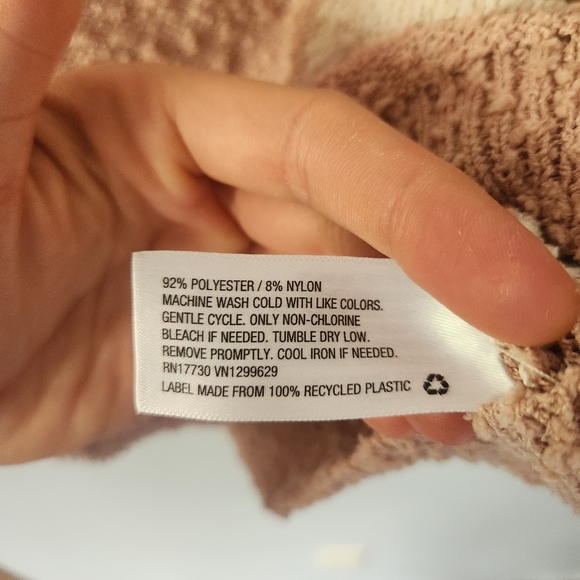 92% POLYESTER / 8% NYLON
MACHINE WASH COLD WITH LIKE COLORS.
GENTLE CYCLE. ONLY NON-CHLORINE
BLEACH IF NEEDED. TUMBLE DRY LOW.
REMOVE PROMPTLY. COOL IRON IF NEEDED.
RN17730 VN1299629
LABEL MADE FROM 100% RECYCLED PLASTIC